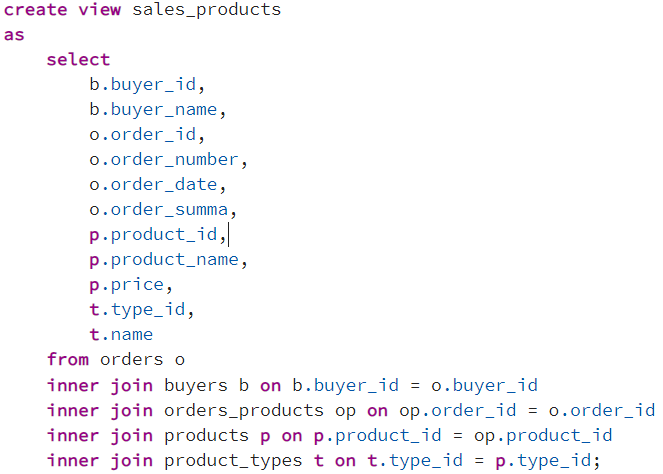 create view sales_products
as
select
b.buyer_id,
b.buyer_name,
o.order_id,
o.order_number,
o.order_date,
o.order_summa,
p.product_id,
p.product_name,
p.price,
t.type_id,
t.name
from orders o
inner join buyers b on b.buyer_id = o.buyer_id
inner join orders_products op on op.order_id = o.order_id
inner join products p on p.product_id = op.product_id
inner join product_types t on t.type_id = p.type_id;